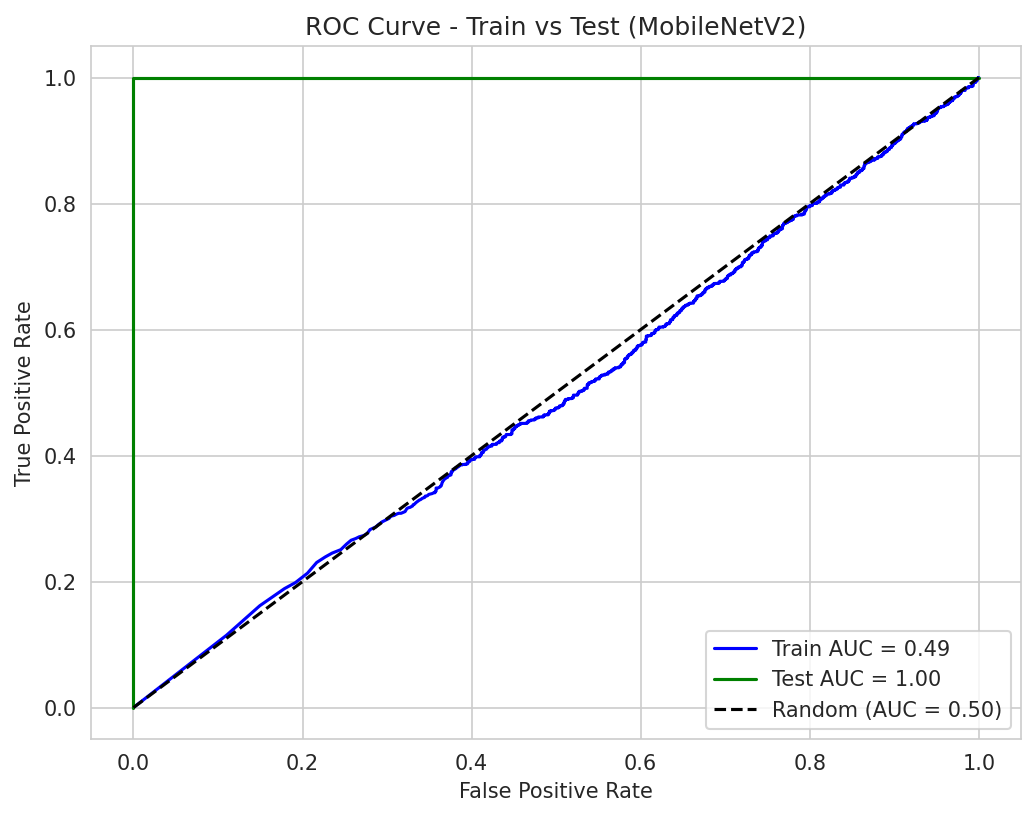 ROC Curve - Train vs Test (MobileNetV2)
True Positive Rate
1.0
0.8
0.6
0.4
0.2
0.0
0.0 0.2 0.4 0.6 0.8 1.0
False Positive Rate
Train AUC = 0.49
Test AUC = 1.00
Random (AUC = 0.50)